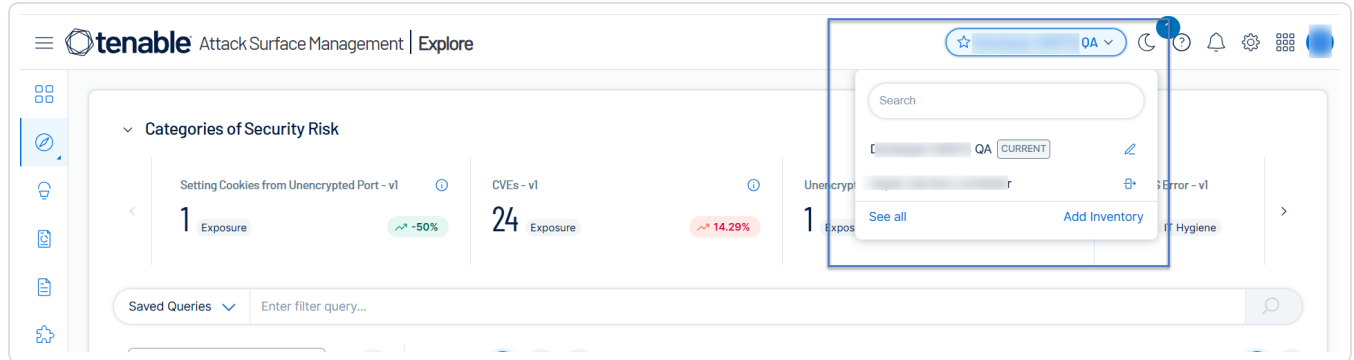 tenable Attack Surface Management | Explore
QA
1
?
Search
QA CURRENT
See all Add Inventory
Categories of Security Risk
Setting Cookies from Unencrypted Port - v1
1 Exposure -50%
CVEs - v1
24 Exposure 14.29%
1
Error - v1
Hygiene
Saved Queries Enter filter query...